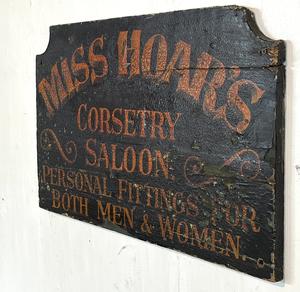 MISS HOAR'S
CORSETRY
SALOON.
PERSONAL FITTINGS FOR
BOTH MEN & WOMEN.